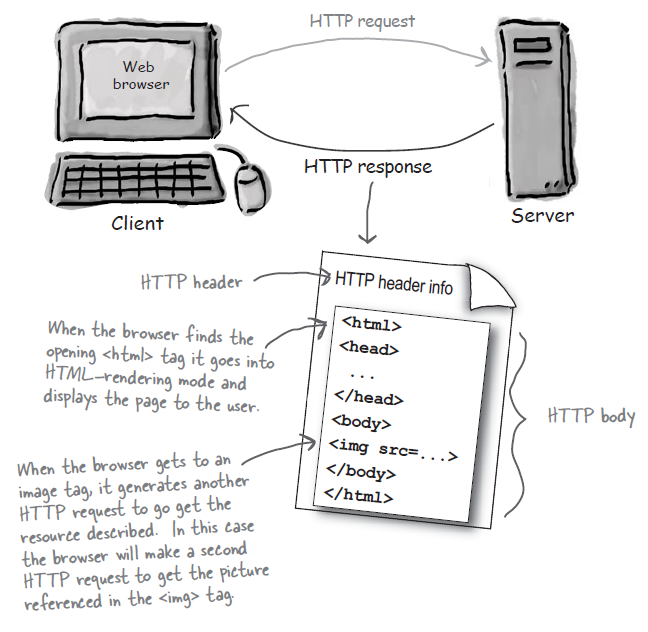 HTTP request
Web
browser
HTTP response
Client
Server
HTTP header
HTTP header info
When the browser finds the
opening <html> tag it goes into
HTML-rendering mode and
displays the page to the user.
<html>
<head>
...
</head>
<body>
<img src=...>
</body>
</html>
HTTP body
When the browser gets to an
image tag, it generates another
HTTP request to go get the
resource described. In this case
the browser will make a second
HTTP request to get the picture
referenced in the <img> tag.